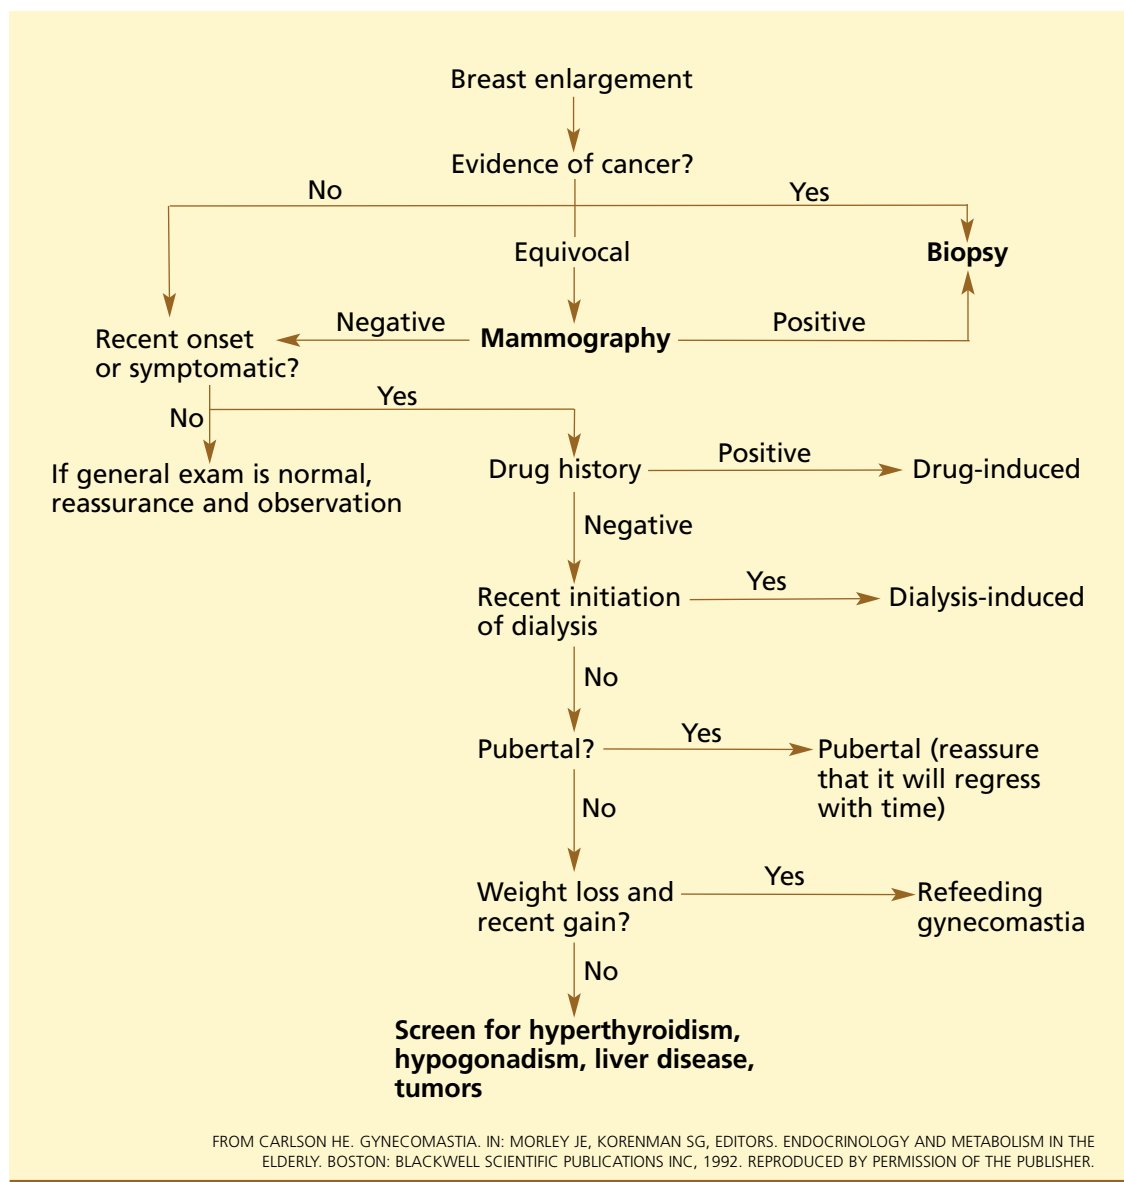 Breast enlargement
Evidence of cancer?
No
Yes
Equivocal
Biopsy
Recent onset
or symptomatic?
Negative
Mammography
Positive
No
Yes
If general exam is normal,
reassurance and observation
Drug history
Positive
Drug-induced
Negative
Recent initiation
of dialysis
Yes
Dialysis-induced
No
Pubertal?
Yes
Pubertal (reassure
that it will regress
with time)
No
Weight loss and
recent gain?
Yes
Refeeding
gynecomastia
No
Screen for hyperthyroidism,
hypogonadism, liver disease,
tumors
FROM CARLSON HE. GYNECOMASTIA. IN: MORLEY JE, KORENMAN SG, EDITORS. ENDOCRINOLOGY AND METABOLISM IN THE
ELDERLY. BOSTON: BLACKWELL SCIENTIFIC PUBLICATIONS INC, 1992. REPRODUCED BY PERMISSION OF THE PUBLISHER.